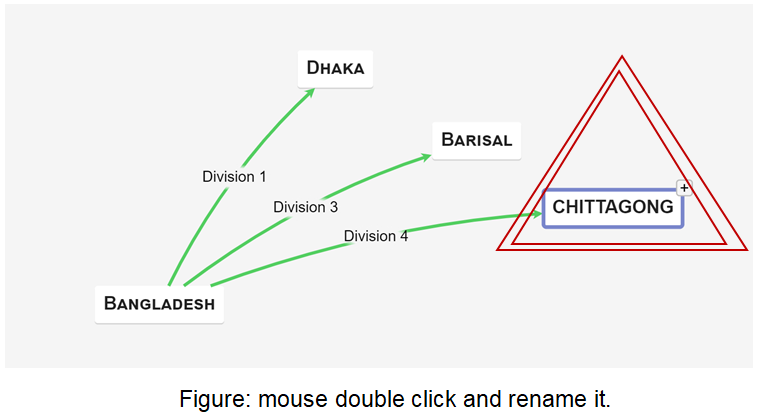 Dhaka
Barisal
+
CHITTAGONG
Division 1
Division 3
Division 4
Bangladesh
Figure: mouse double click and rename it.